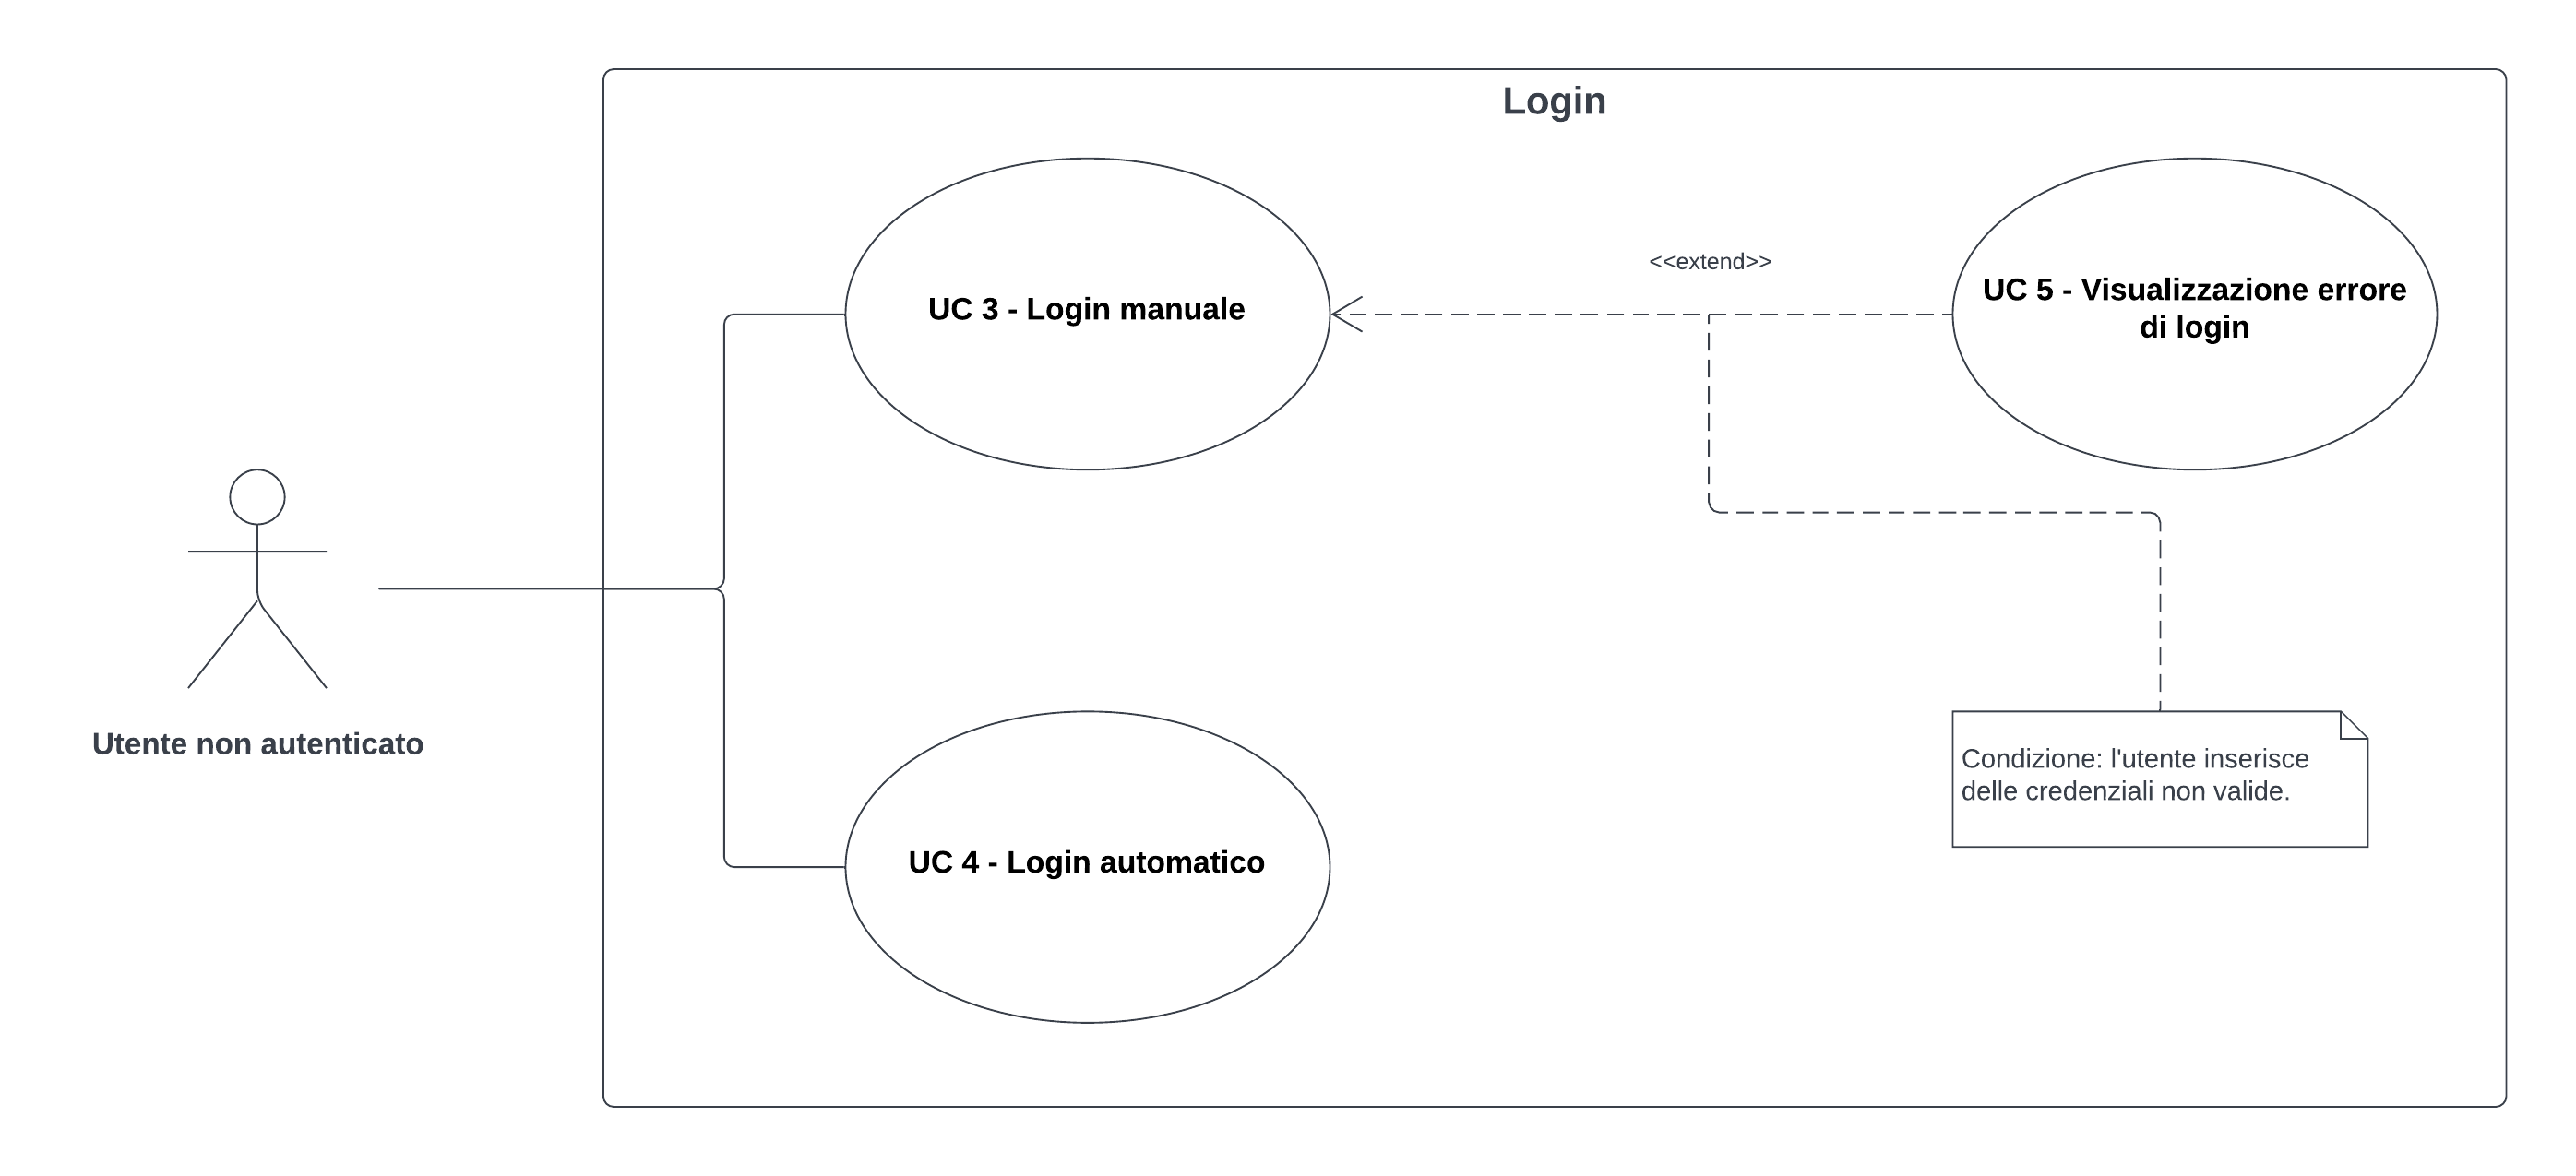 Login
UC 3 - Login manuale
<<extend>>
UC 5 - Visualizzazione errore
di login
Utente non autenticato
Condizione: l'utente inserisce
delle credenziali non valide.
UC 4 - Login automatico